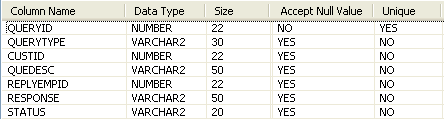 Column Name Data Type Size Accept Null Value Unique
QUERYID NUMBER 22 NO YES
QUERYTYPE VARCHAR2 30 YES NO
CUSTID NUMBER 22 YES NO
QUEDESC VARCHAR2 50 YES NO
REPLYEMPID NUMBER 22 YES NO
RESPONSE VARCHAR2 50 YES NO
STATUS VARCHAR2 20 YES NO